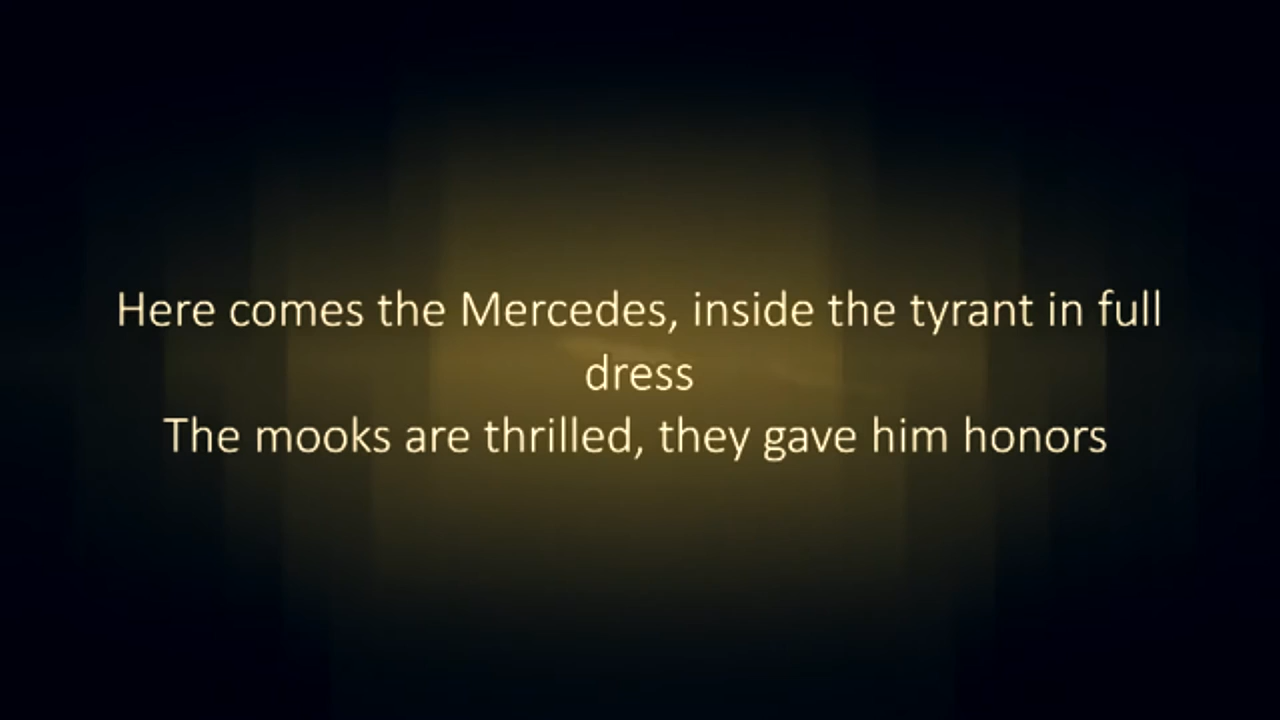 Here comes the Mercedes, inside the tyrant in full
dress
The mooks are thrilled, they gave him honors